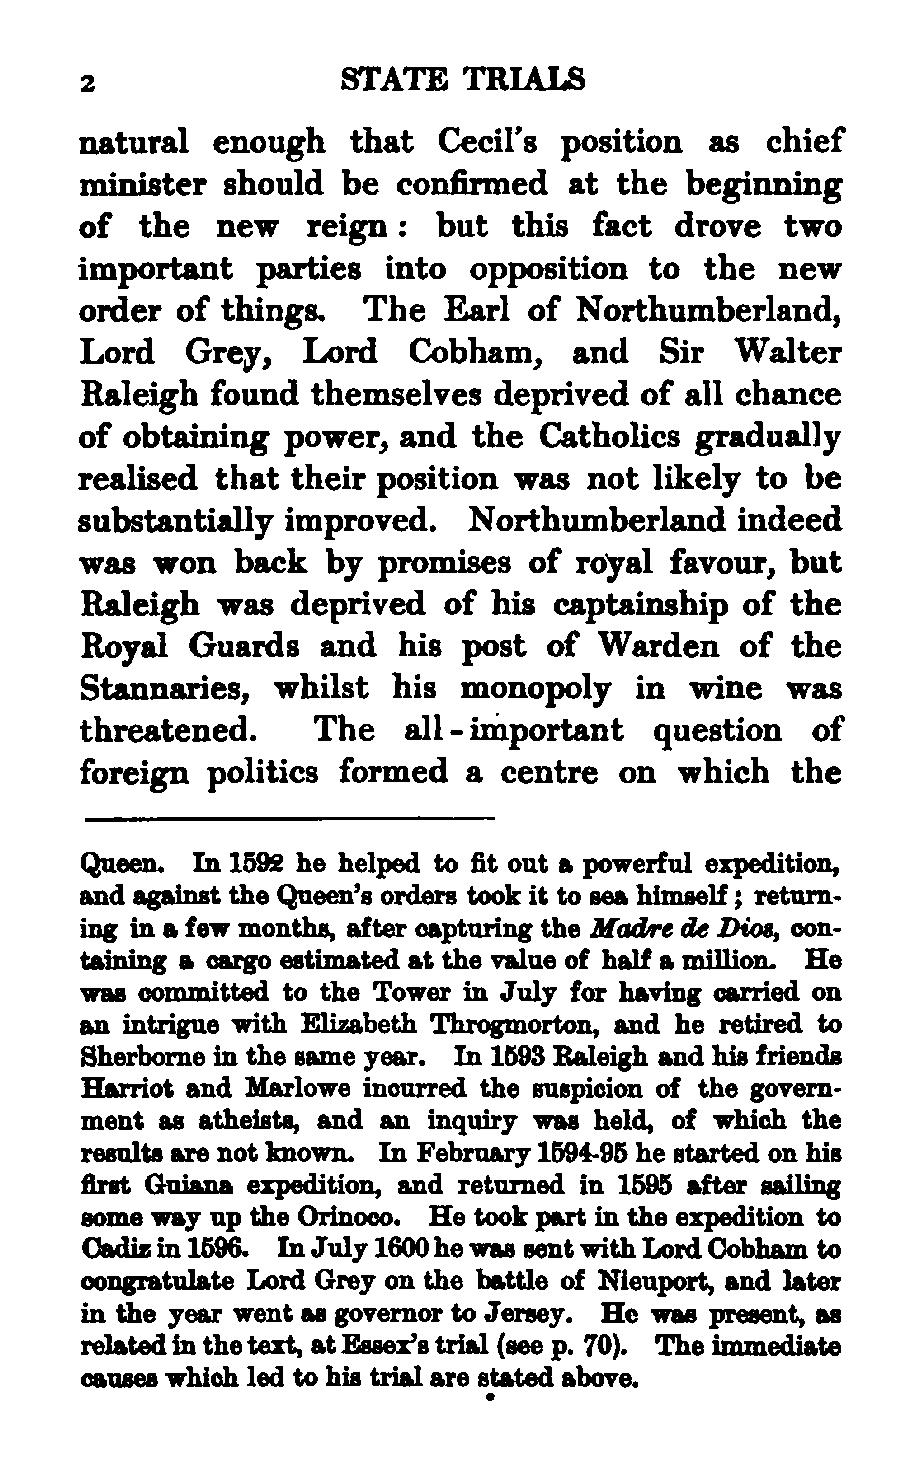 2 STATE TRIALS
natural enough that Cecil's position as chief
minister should be confirmed at the beginning
of the new reign : but this fact drove two
important parties into opposition to the new
order of things. The Earl of Northumberland,
Lord Grey, Lord Cobham, and Sir Walter
Raleigh found themselves deprived of all chance
of obtaining power, and the Catholics gradually
realised that their position was not likely to be
substantially improved. Northumberland indeed
was won back by promises of royal favour, but
Raleigh was deprived of his captainship of the
Royal Guards and his post of Warden of the
Stannaries, whilst his monopoly in wine was
threatened. The all-important question of
foreign politics formed a centre on which the
Queen. In 1592 he helped to fit out a powerful expedition,
and against the Queen's orders took it to sea himself; return-
ing in a few months, after capturing the Madre de Dios, con-
taining a cargo estimated at the value of half a million. He
was committed to the Tower in July for having carried on
an intrigue with Elizabeth Throgmorton, and he retired to
Sherborne in the same year. In 1593 Raleigh and his friends
Harriot and Marlowe incurred the suspicion of the govern-
ment as atheists, and an inquiry was held, of which the
results are not known. In February 1594-95 he started on his
first Guiana expedition, and returned in 1595 after sailing
some way up the Orinoco. He took part in the expedition to
Cadiz in 1596. In July 1600 he was sent with Lord Cobham to
congratulate Lord Grey on the battle of Nieuport, and later
in the year went as governor to Jersey. He was present, as
related in the text, at Essex's trial (see p. 70). The immediate
causes which led to his trial are stated above.